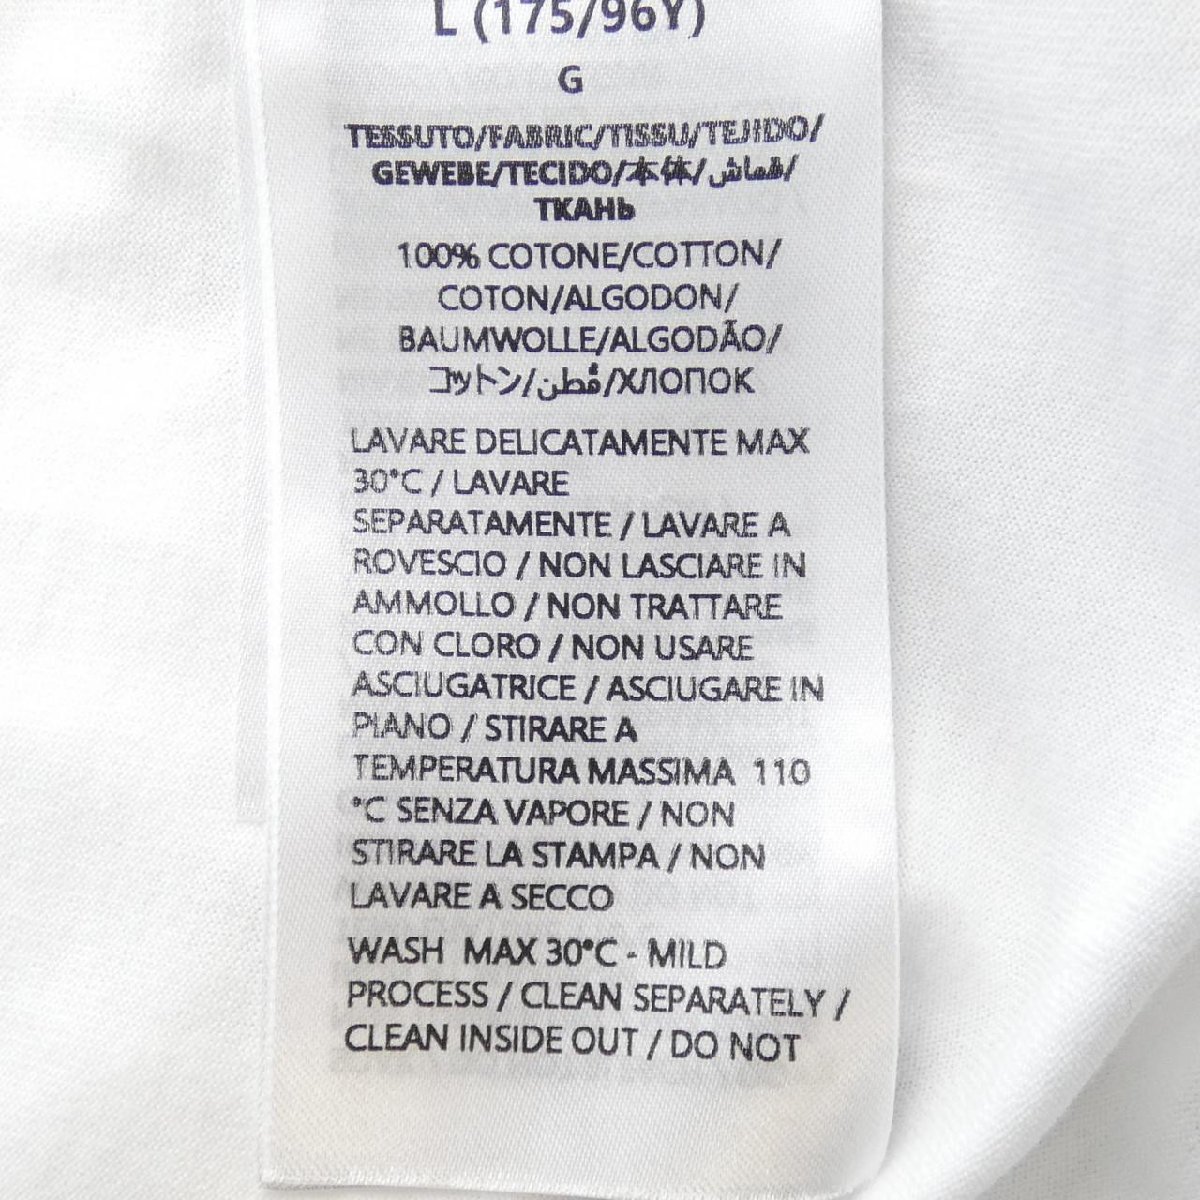 L (175/96Y)
G
TESSUTO/FABRIC/TISSU/TEJIDO/
GEWEBE/TECIDO/本体/قماش/
ТКАНЬ
100% COTONE/COTTON/
COTON/ALGODON/
BAUMWOLLE/ALGODÃO/
コットン/قُطن/ХЛОПОК
LAVARE DELICATAMENTE MAX
30°C / LAVARE
SEPARATAMENTE / LAVARE A
ROVESCIO / NON LASCIARE IN
AMMOLLO / NON TRATTARE
CON CLORO / NON USARE
ASCIUGATRICE / ASCIUGARE IN
PIANO / STIRARE A
TEMPERATURA MASSIMA 110
°C SENZA VAPORE / NON
STIRARE LA STAMPA / NON
LAVARE A SECCO
WASH MAX 30°C - MILD
PROCESS / CLEAN SEPARATELY /
CLEAN INSIDE OUT / DO NOT